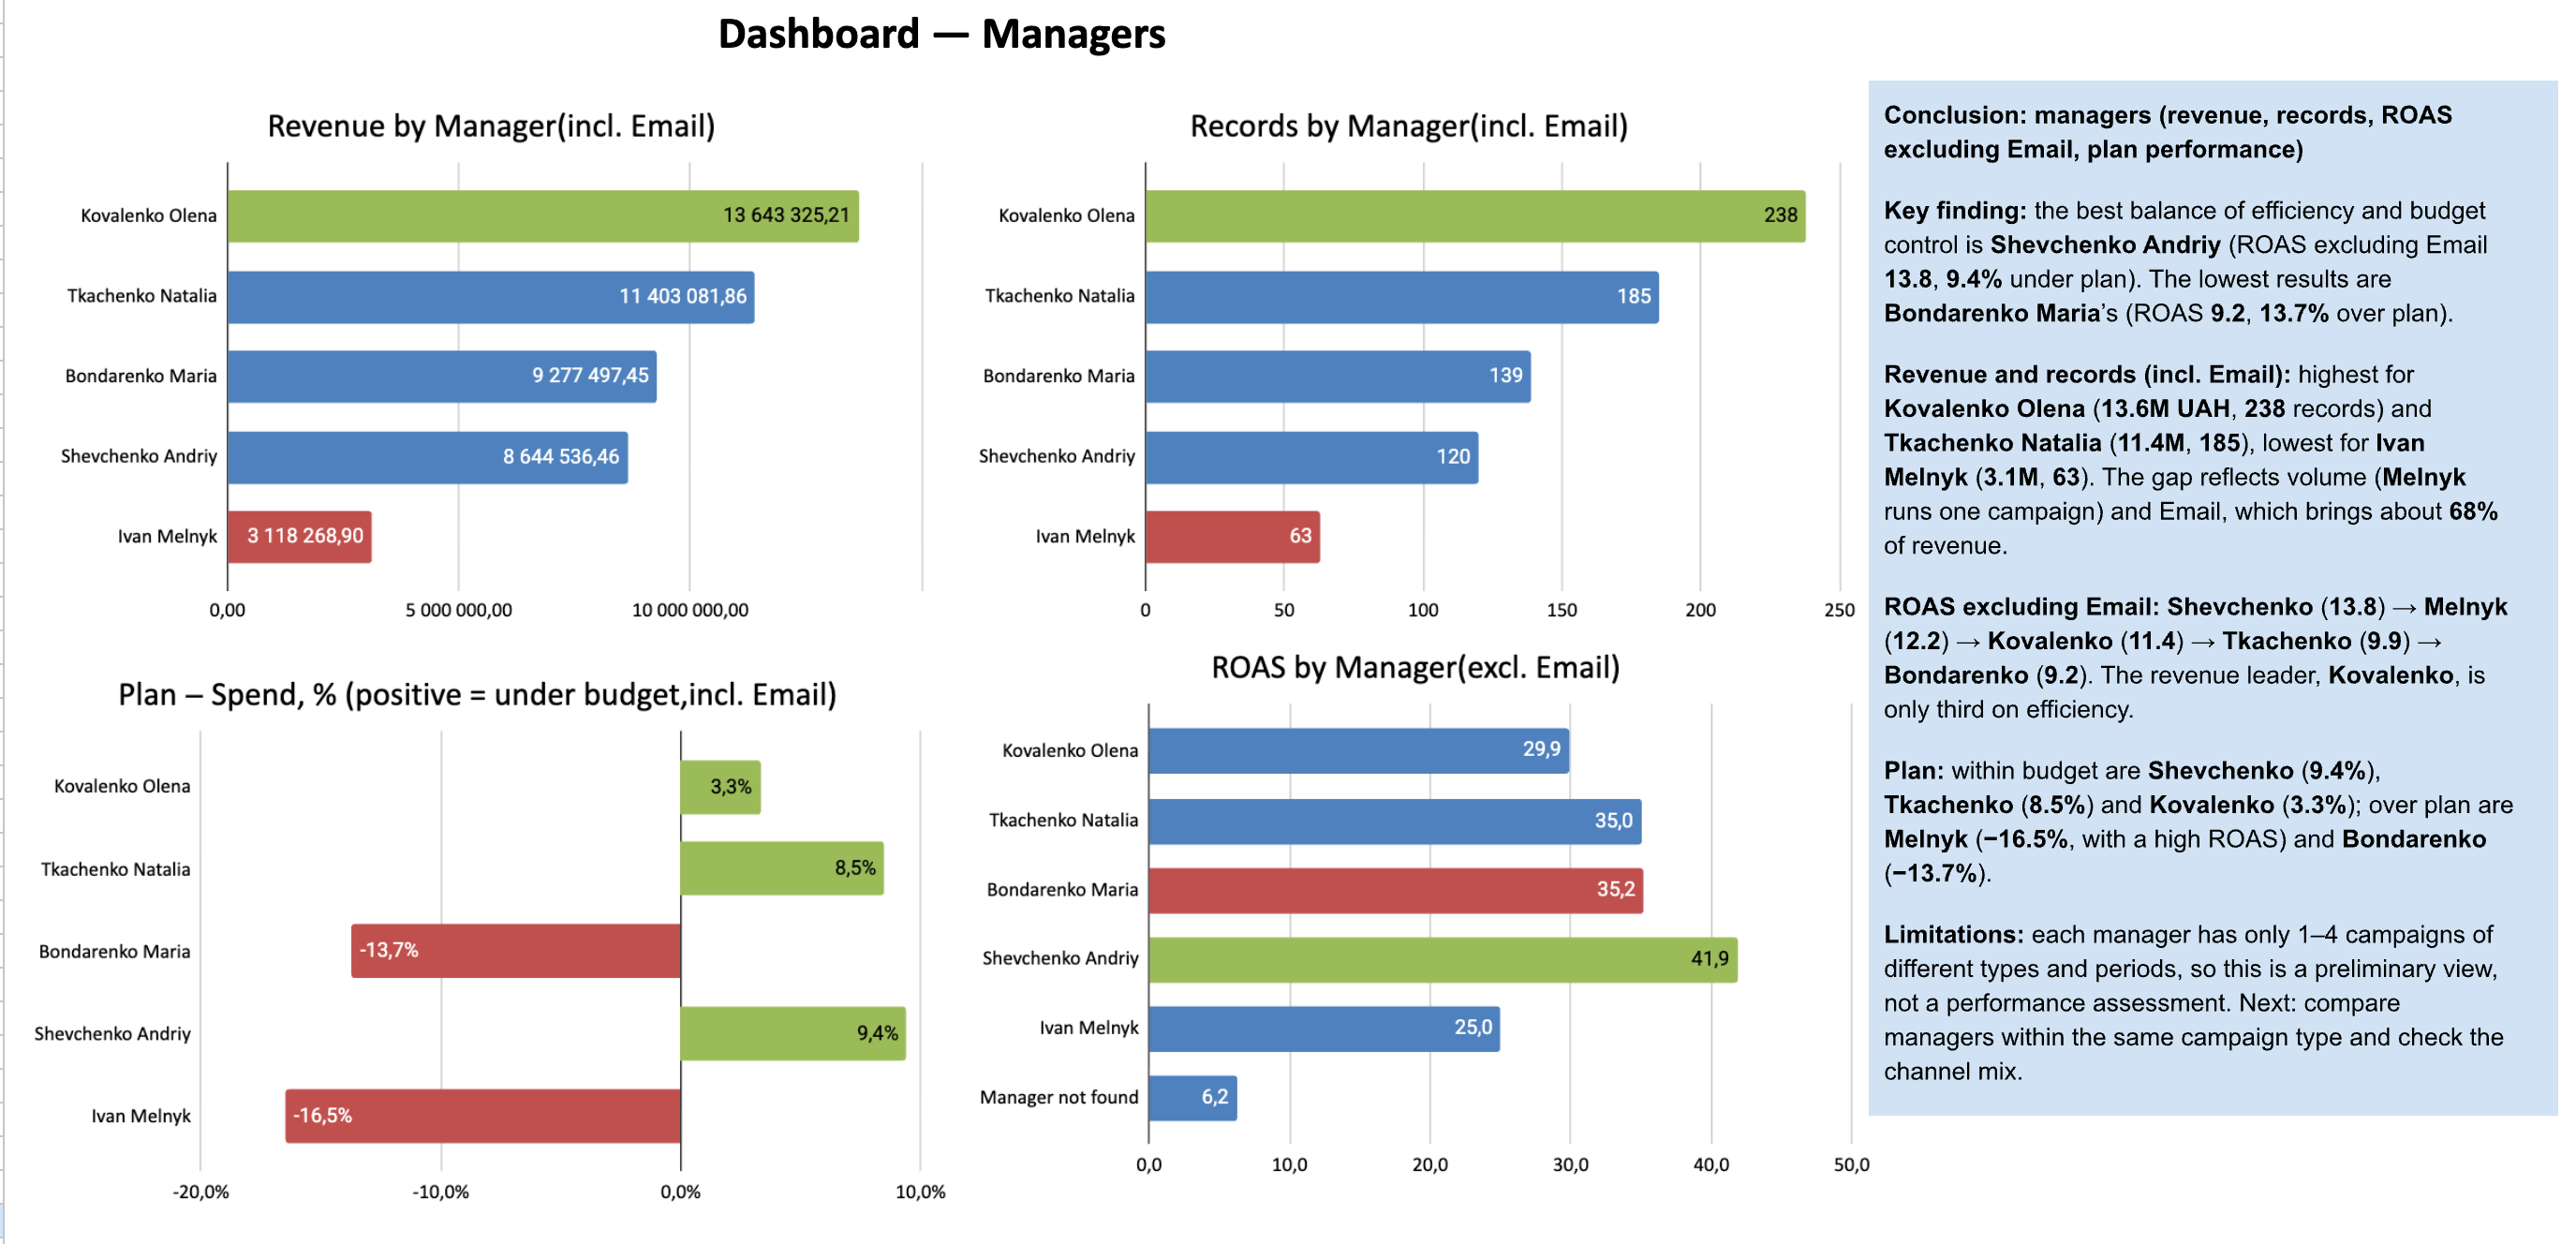 Dashboard — Managers
Revenue by Manager(incl. Email)
Kovalenko Olena
13 643 325,21
Tkachenko Natalia
11 403 081,86
Bondarenko Maria
9 277 497,45
Shevchenko Andriy
8 644 536,46
Ivan Melnyk
3 118 268,90
0,00
5 000 000,00
10 000 000,00
Records by Manager(incl. Email)
Kovalenko Olena
238
Tkachenko Natalia
185
Bondarenko Maria
139
Shevchenko Andriy
120
Ivan Melnyk
63
0
50
100
150
200
250
Plan – Spend, % (positive = under budget,incl. Email)
Kovalenko Olena
3,3%
Tkachenko Natalia
8,5%
Bondarenko Maria
-13,7%
Shevchenko Andriy
9,4%
Ivan Melnyk
-16,5%
-20,0%
-10,0%
0,0%
10,0%
ROAS by Manager(excl. Email)
Kovalenko Olena
29,9
Tkachenko Natalia
35,0
Bondarenko Maria
35,2
Shevchenko Andriy
41,9
Ivan Melnyk
25,0
Manager not found
6,2
0,0
10,0
20,0
30,0
40,0
50,0
Conclusion: managers (revenue, records, ROAS
excluding Email, plan performance)
Key finding: the best balance of efficiency and budget
control is Shevchenko Andriy (ROAS excluding Email
13.8, 9.4% under plan). The lowest results are
Bondarenko Maria’s (ROAS 9.2, 13.7% over plan).
Revenue and records (incl. Email): highest for
Kovalenko Olena (13.6M UAH, 238 records) and
Tkachenko Natalia (11.4M, 185), lowest for Ivan
Melnyk (3.1M, 63). The gap reflects volume (Melnyk
runs one campaign) and Email, which brings about 68%
of revenue.
ROAS excluding Email: Shevchenko (13.8) → Melnyk
(12.2) → Kovalenko (11.4) → Tkachenko (9.9) →
Bondarenko (9.2). The revenue leader, Kovalenko, is
only third on efficiency.
Plan: within budget are Shevchenko (9.4%),
Tkachenko (8.5%) and Kovalenko (3.3%); over plan are
Melnyk (−16.5%, with a high ROAS) and Bondarenko
(−13.7%).
Limitations: each manager has only 1–4 campaigns of
different types and periods, so this is a preliminary view,
not a performance assessment. Next: compare
managers within the same campaign type and check the
channel mix.